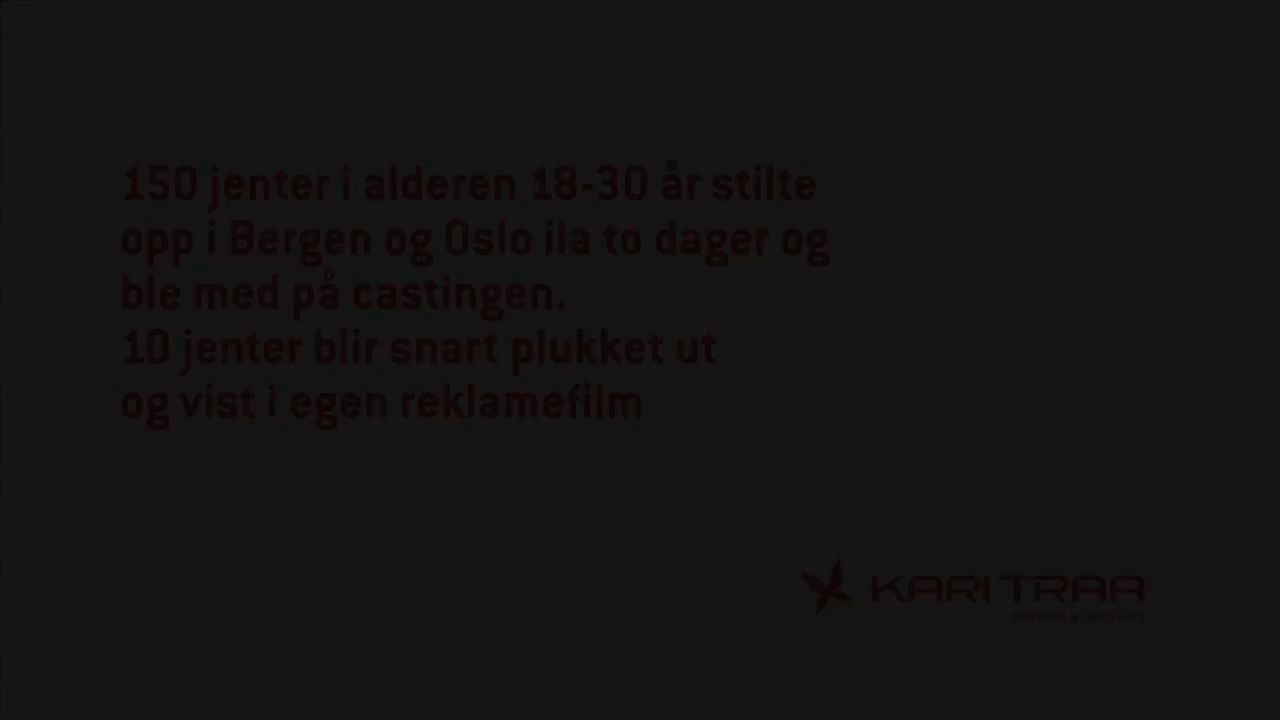 150 jenter i alderen 18-30 år stilte
opp i Bergen og Oslo ila to dager og
ble med på castingen.
10 jenter blir snart plukket ut
og vist i egen reklamefilm
KARI TRAA